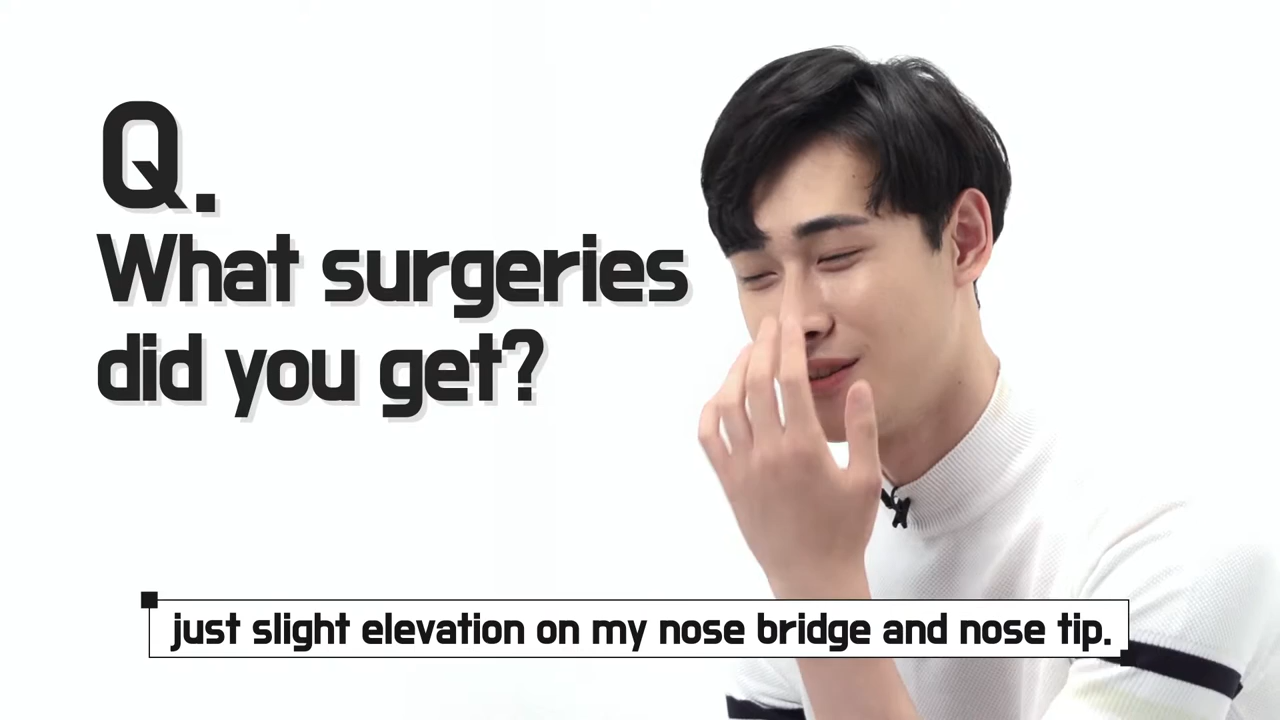 Q.
What surgeries
did you get?
just slight elevation on my nose bridge and nose tip.